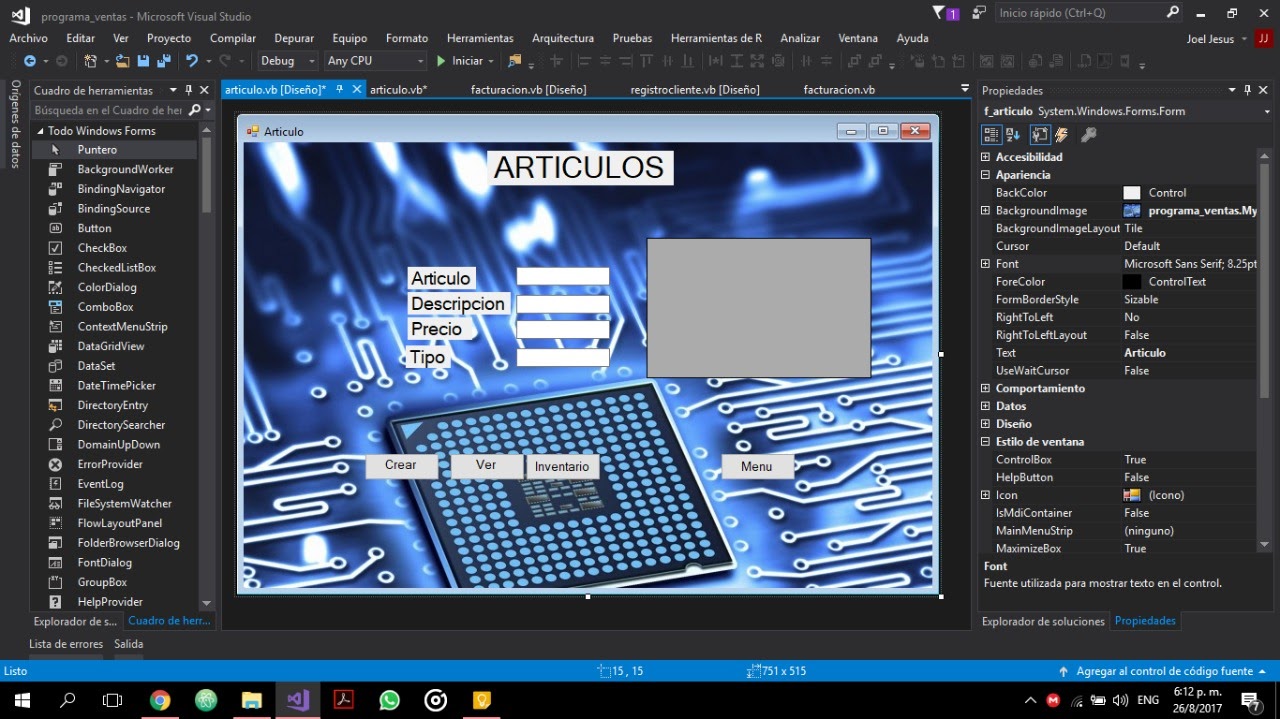 programa_ventas - Microsoft Visual Studio
1
Inicio rápido (Ctrl+Q)
Archivo Editar Ver Proyecto Compilar Depurar Equipo Formato Herramientas Arquitectura Pruebas Herramientas de R Analizar Ventana Ayuda
Joel Jesus JJ
Debug Any CPU Iniciar
Orígenes de datos
Cuadro de herramientas
Búsqueda en el Cuadro de her
Todo Windows Forms
Puntero
BackgroundWorker
BindingNavigator
BindingSource
Button
CheckBox
CheckedListBox
ColorDialog
ComboBox
ContextMenuStrip
DataGridView
DataSet
DateTimePicker
DirectoryEntry
DirectorySearcher
DomainUpDown
ErrorProvider
EventLog
FileSystemWatcher
FlowLayoutPanel
FolderBrowserDialog
FontDialog
GroupBox
HelpProvider
Explorador de s... Cuadro de herr...
articulo.vb [Diseño]* articulo.vb* facturacion.vb [Diseño] registrocliente.vb [Diseño] facturacion.vb
Articulo
ARTICULOS
Articulo
Descripcion
Precio
Tipo
Crear Ver Inventario Menu
Propiedades
f_articulo System.Windows.Forms.Form
Accesibilidad
Apariencia
BackColor Control
BackgroundImage programa_ventas.My
BackgroundImageLayout Tile
Cursor Default
Font Microsoft Sans Serif; 8.25pt
ForeColor ControlText
FormBorderStyle Sizable
RightToLeft No
RightToLeftLayout False
Text Articulo
UseWaitCursor False
Comportamiento
Datos
Diseño
Estilo de ventana
ControlBox True
HelpButton False
Icon (Icono)
IsMdiContainer False
MainMenuStrip (ninguno)
MaximizeBox True
Font
Fuente utilizada para mostrar texto en el control.
Explorador de soluciones Propiedades
Lista de errores Salida
Listo 15 , 15 751 x 515 Agregar al control de código fuente
ENG
6:12 p. m.
26/8/2017
7